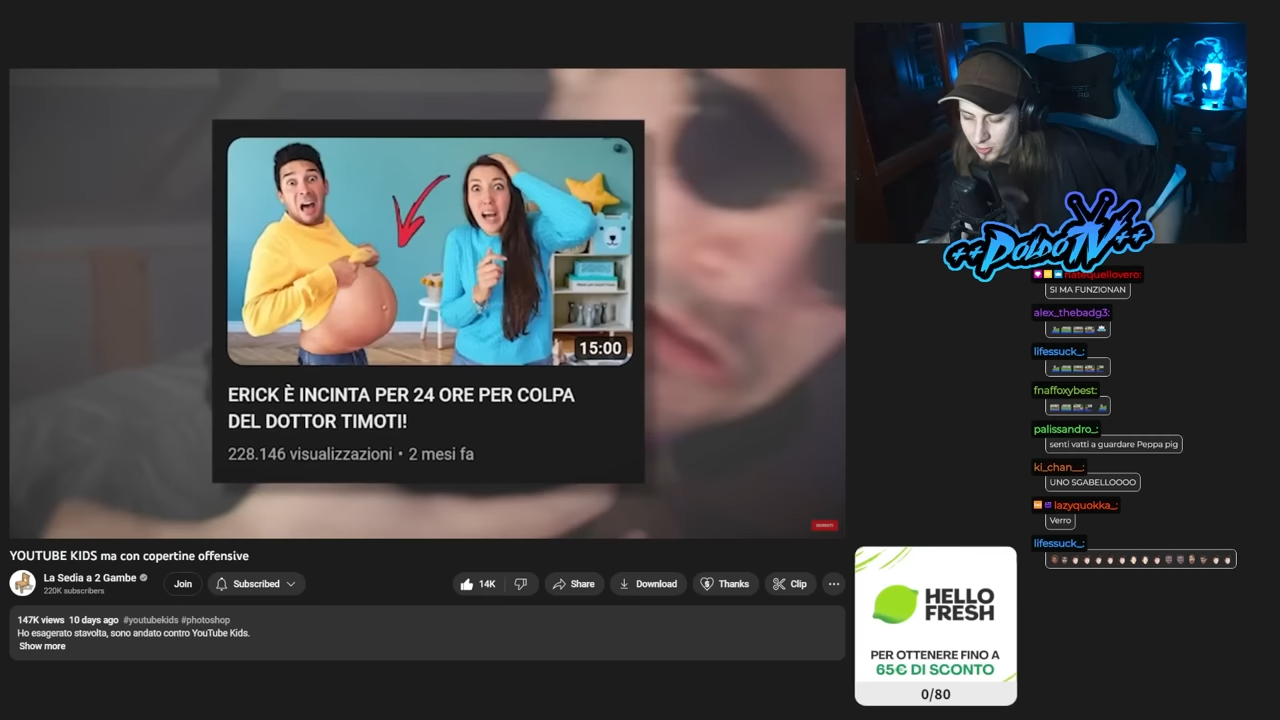 15:00
ERICK È INCINTA PER 24 ORE PER COLPA
DEL DOTTOR TIMOTI!
228.146 visualizzazioni • 2 mesi fa
YOUTUBE KIDS ma con copertine offensive
La Sedia a 2 Gambe
220K subscribers
Join
Subscribed
14K
Share
Download
Thanks
Clip
147K views 10 days ago #youtubekids #photoshop
Ho esagerato stavolta, sono andato contro YouTube Kids.
Show more
POLDO TV
natequellovero:
SI MA FUNZIONAN
alex_thebadg3:
lifessuck_:
fnaffoxybest:
palissandro_:
senti vatti a guardare Peppa pig
ki_chan__:
UNO SGABELLOOOO
lazyquokka_:
Verro
lifessuck_:
HELLO
FRESH
PER OTTENERE FINO A
65€ DI SCONTO
0/80